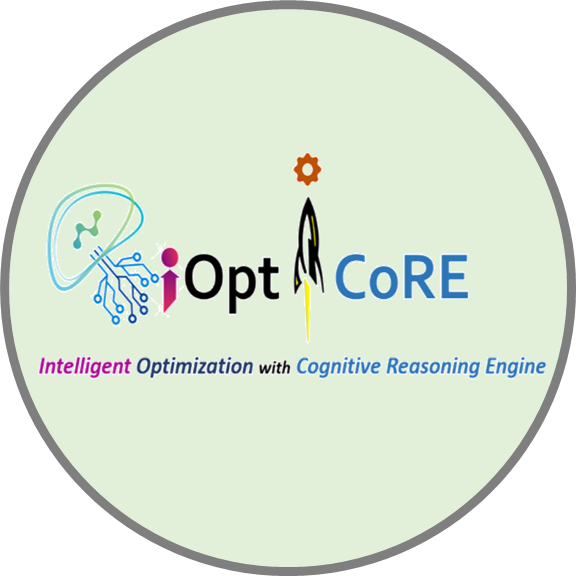 iOpt CoRE
Intelligent Optimization with Cognitive Reasoning Engine